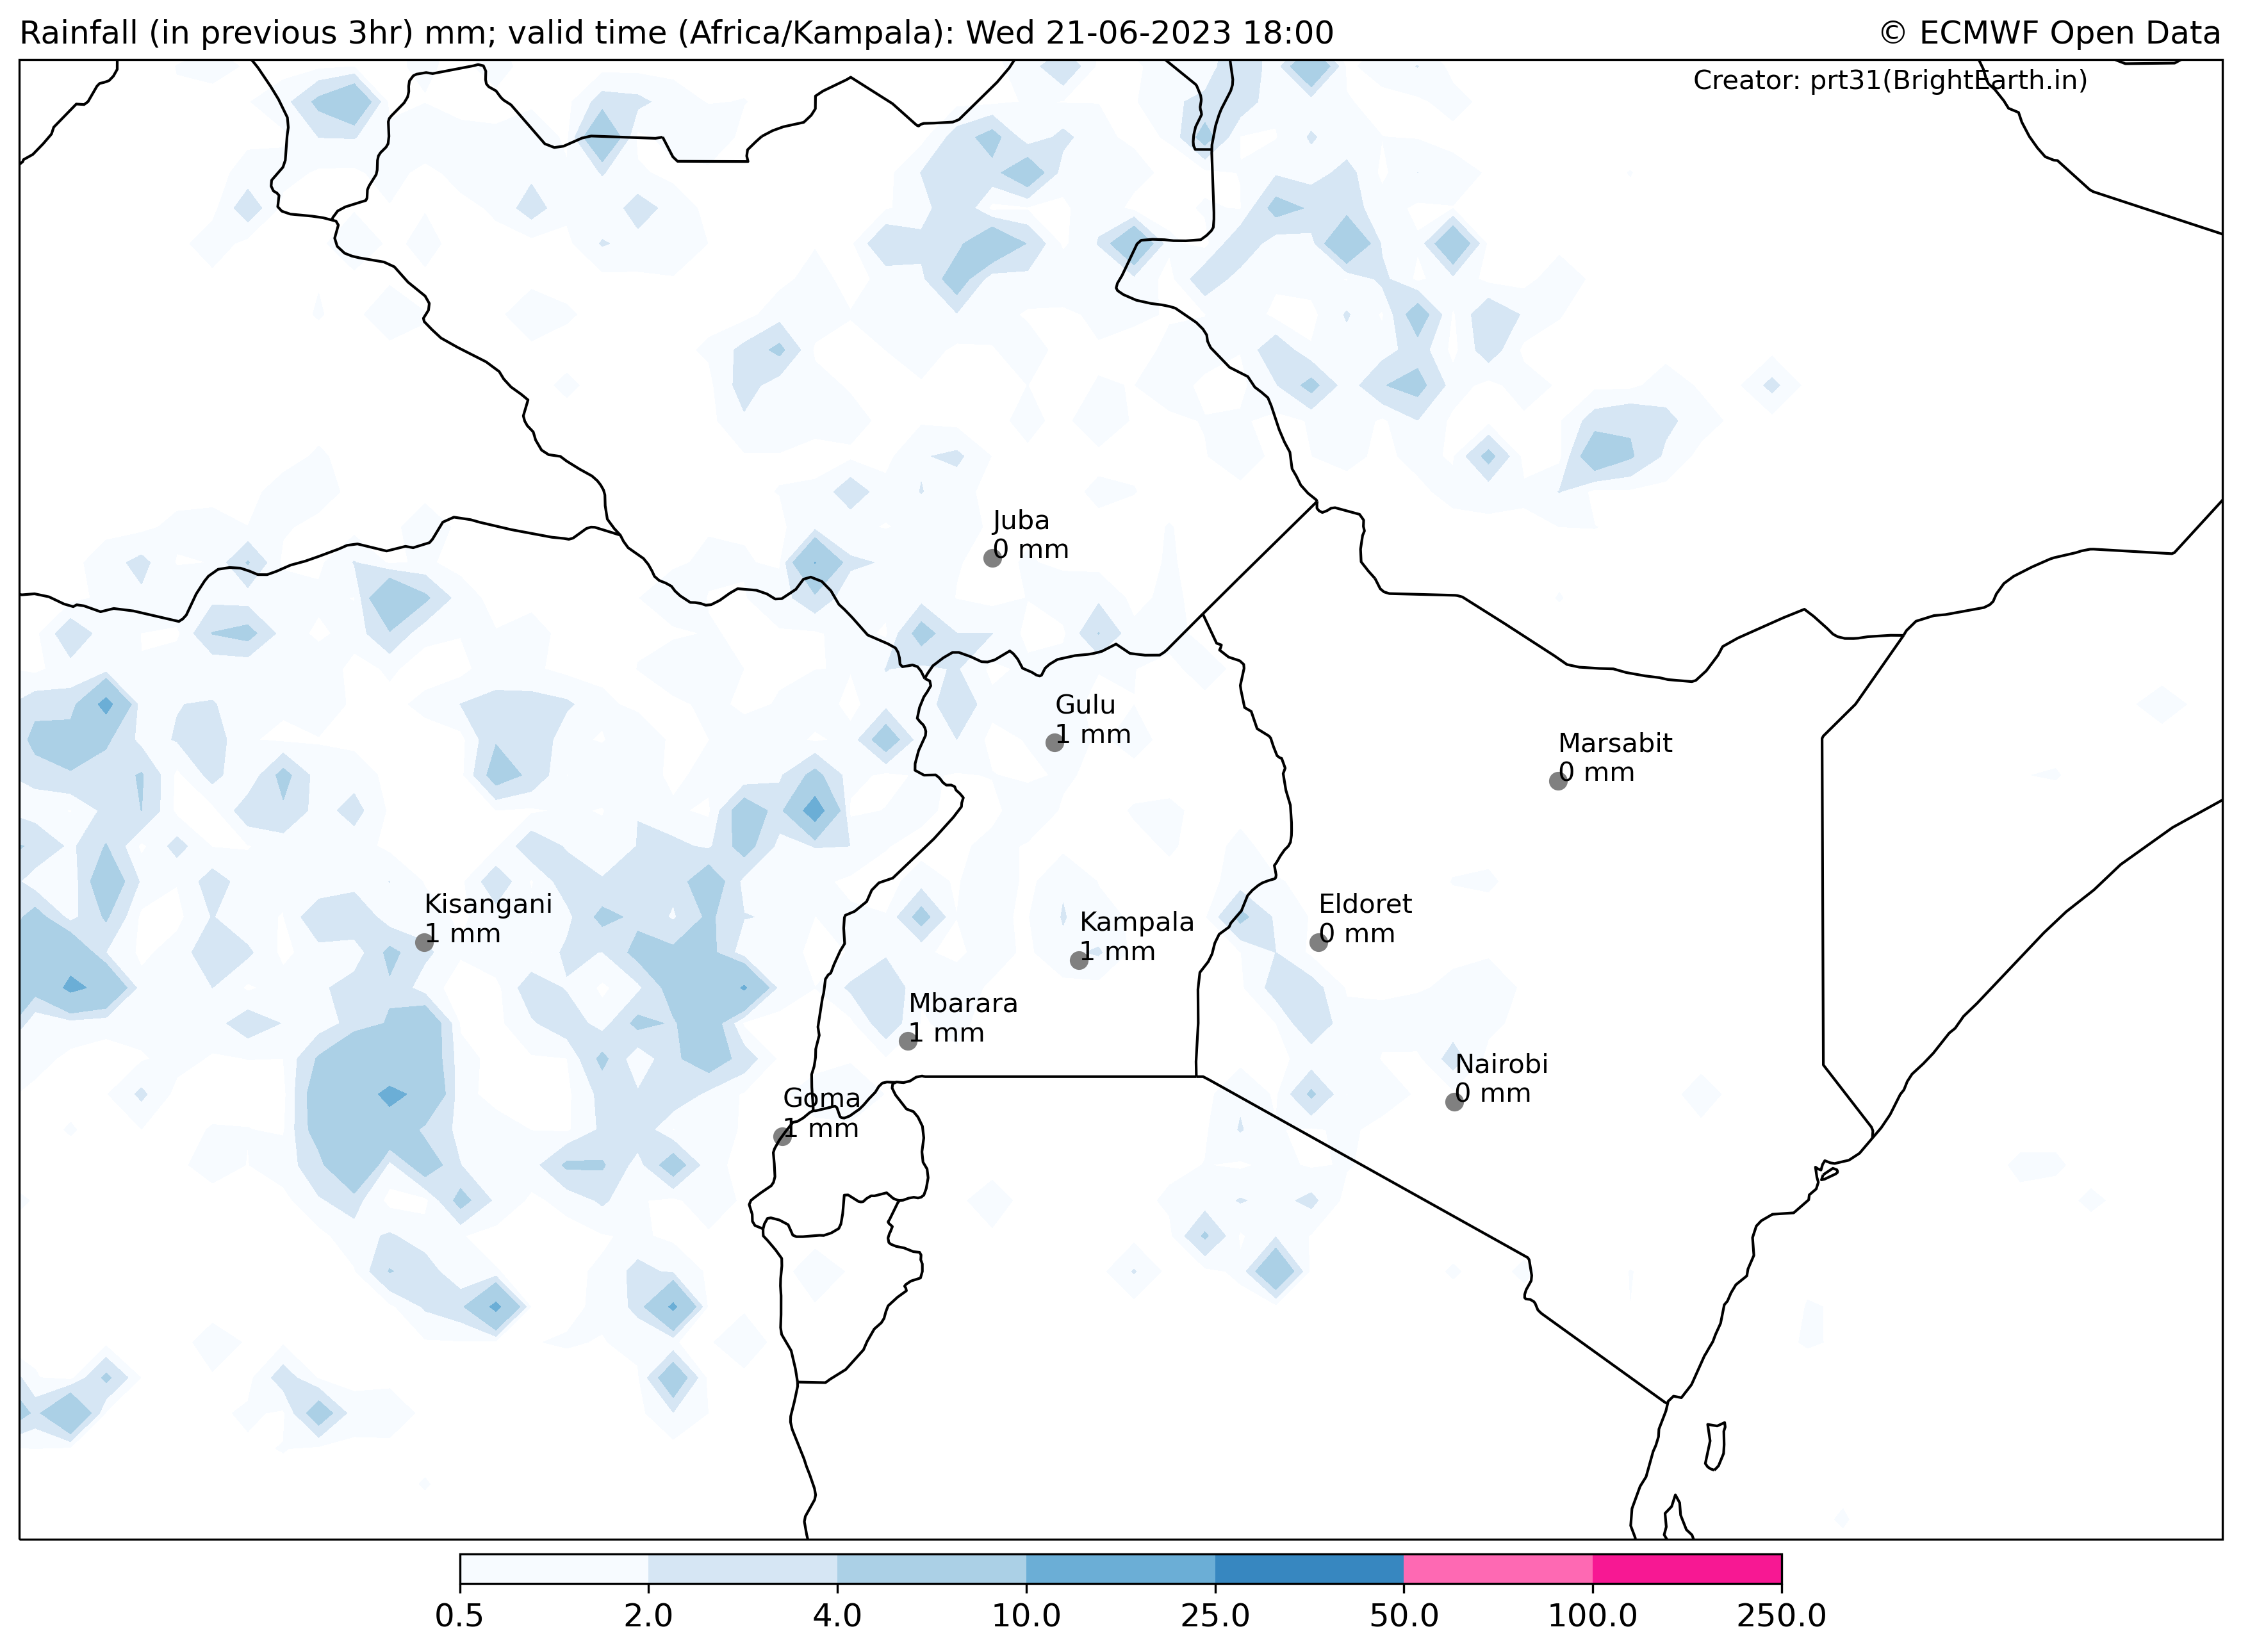 Rainfall (in previous 3hr) mm; valid time (Africa/Kampala): Wed 21-06-2023 18:00
© ECMWF Open Data
Creator: prt31(BrightEarth.in)
Juba
0 mm
Gulu
1 mm
Marsabit
0 mm
Kisangani
1 mm
Kampala
1 mm
Eldoret
0 mm
Mbarara
1 mm
Nairobi
0 mm
Goma
1 mm
0.5 2.0 4.0 10.0 25.0 50.0 100.0 250.0